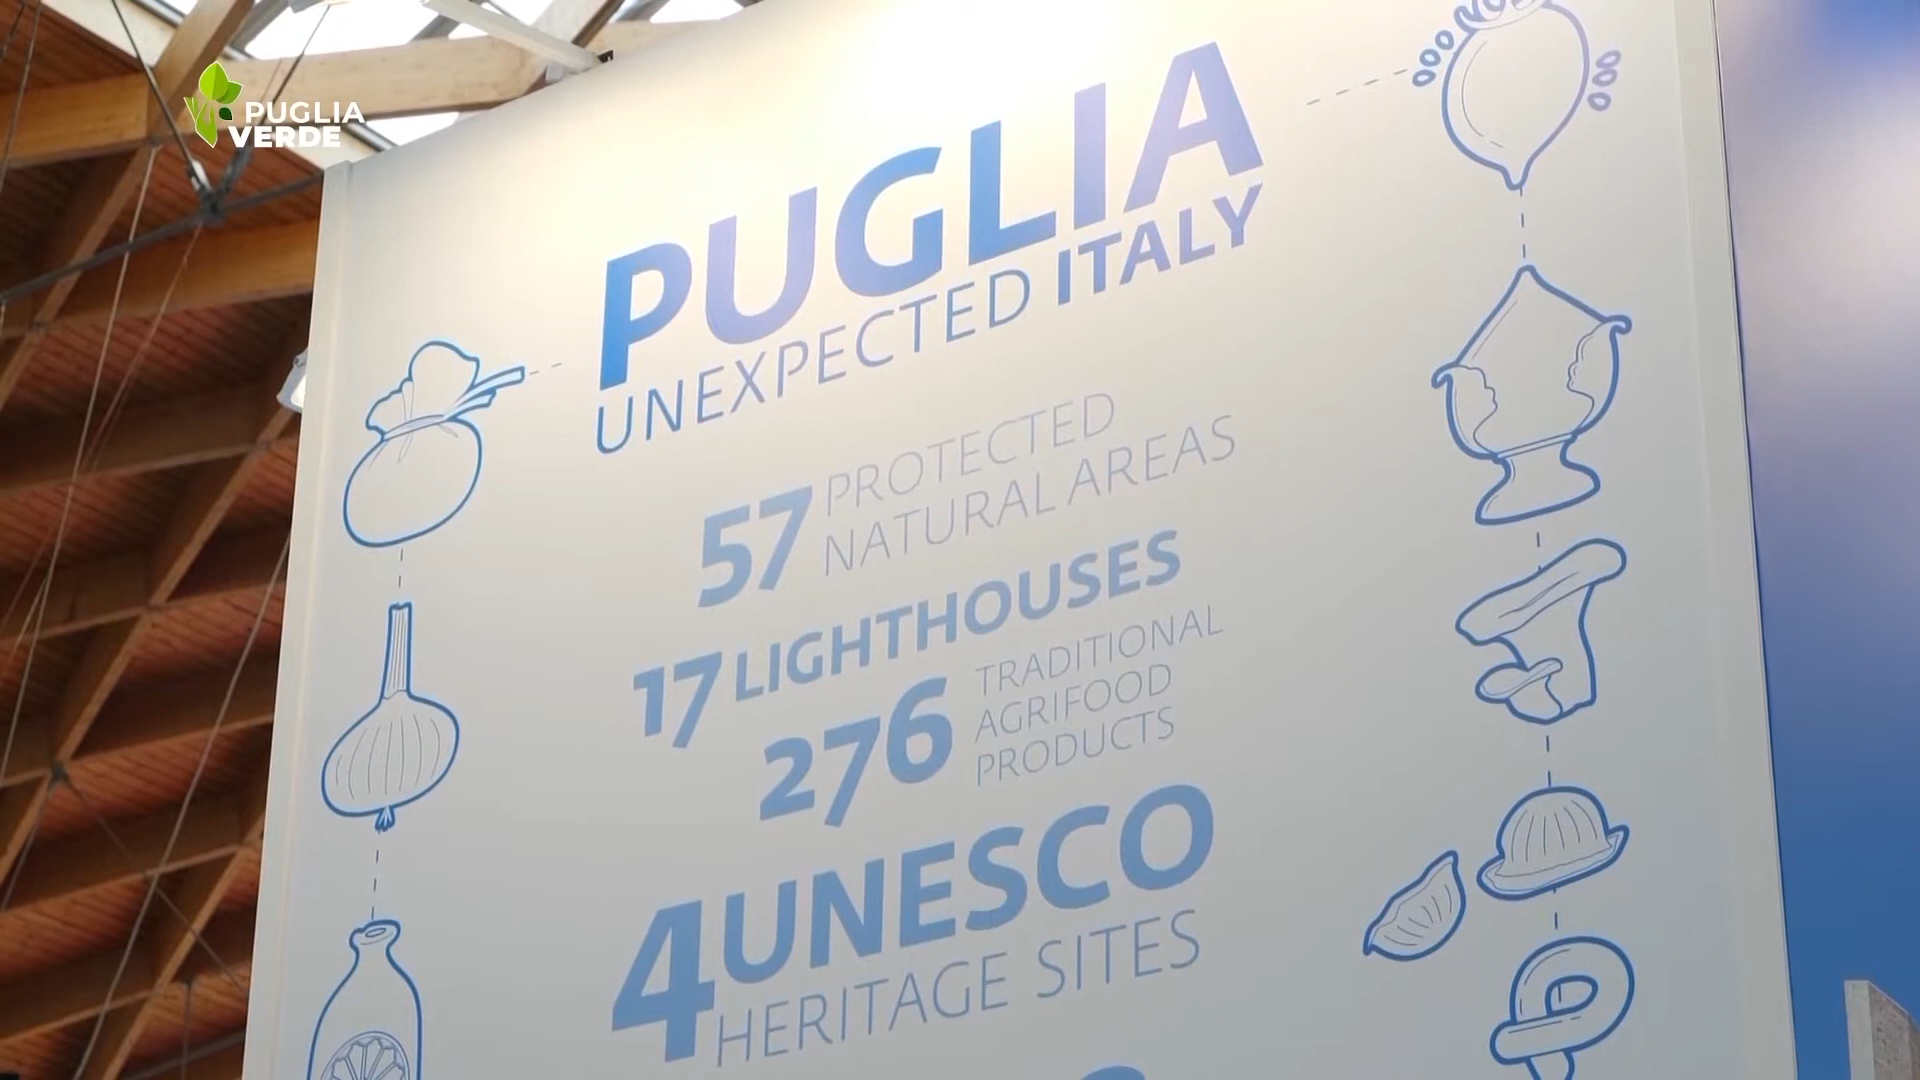 PUGLIA
VERDE
PUGLIA
UNEXPECTED ITALY
57 PROTECTED
NATURAL AREAS
17 LIGHTHOUSES
276 TRADITIONAL
AGRIFOOD
PRODUCTS
4 UNESCO
HERITAGE SITES